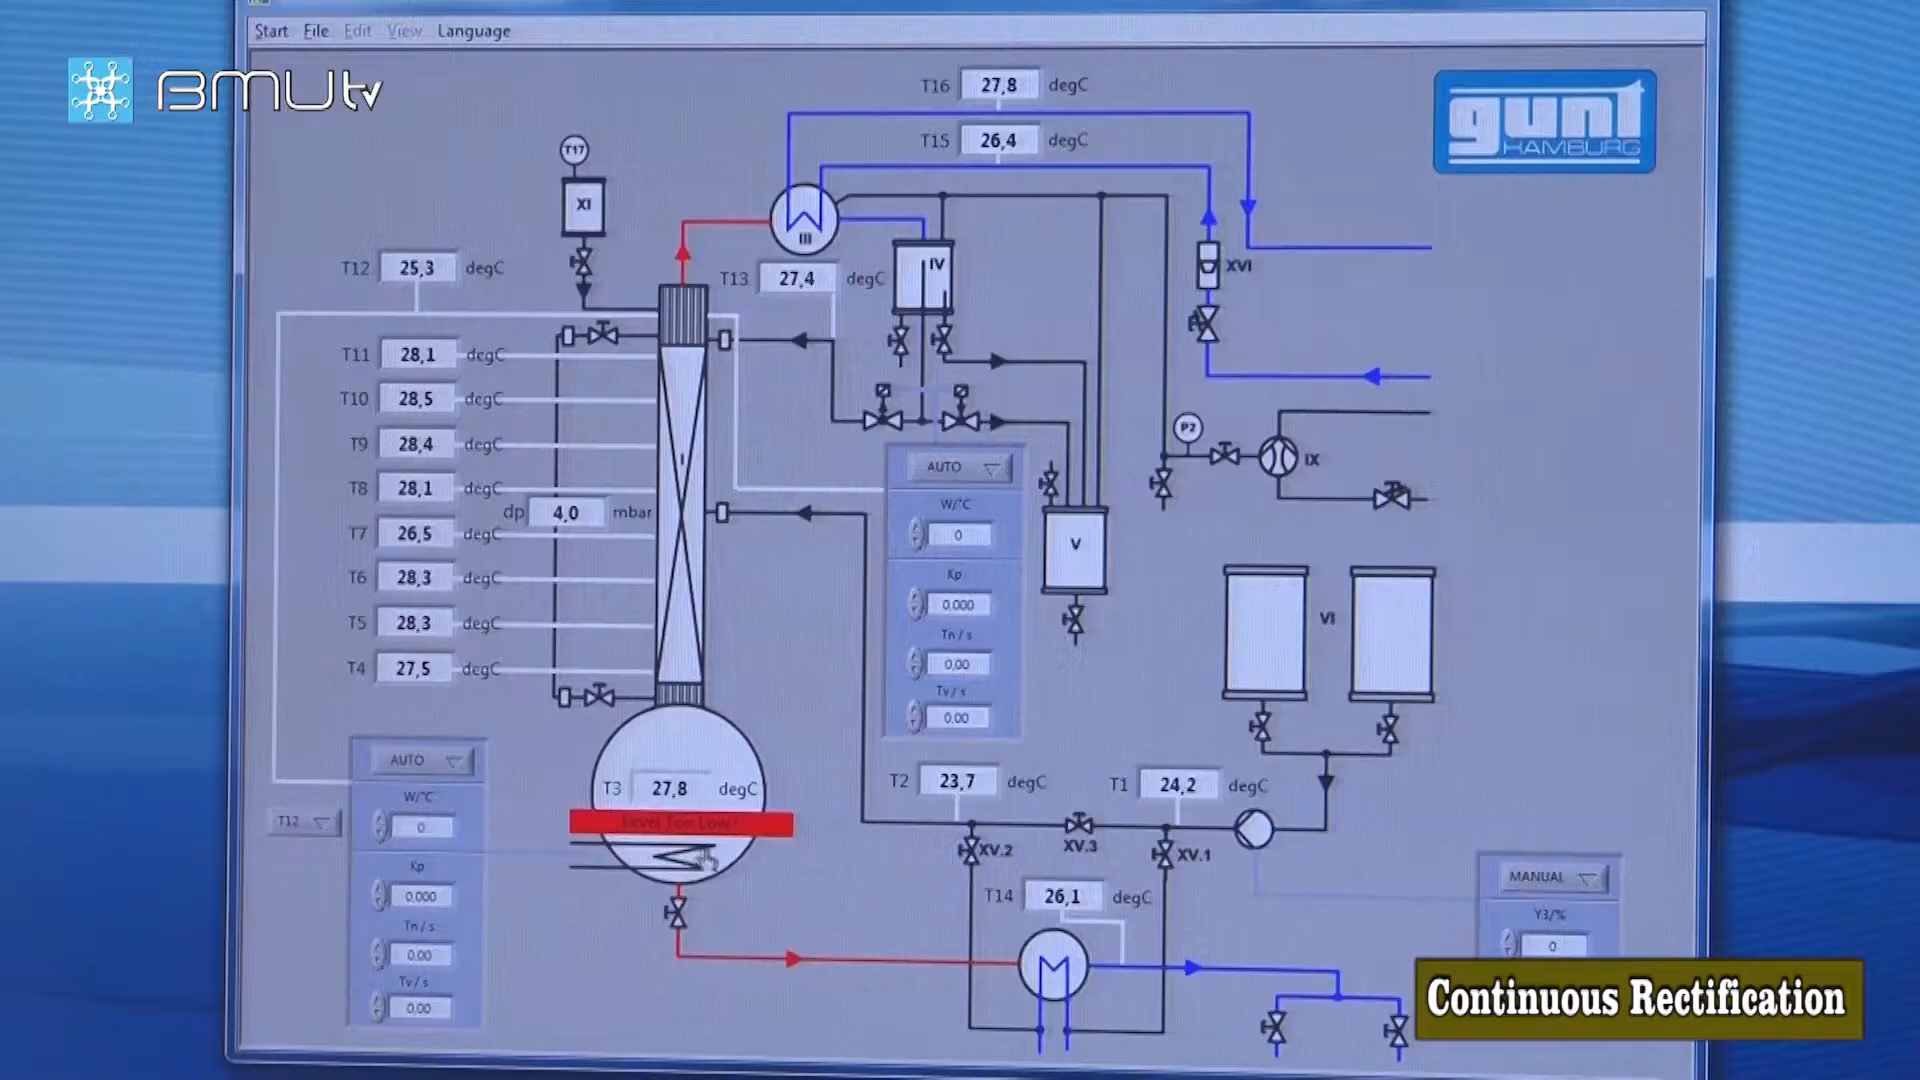 Start File Edit View Language
BMUtv
T16 27,8 degC
gunt
HAMBURG
T15 26,4 degC
T17
XI
III
T12 25,3 degC
T13 27,4 degC
IV
XVI
T11 28,1 degC
T10 28,5 degC
T9 28,4 degC
T8 28,1 degC
dp 4,0 mbar
T7 26,5 degC
T6 28,3 degC
T5 28,3 degC
T4 27,5 degC
I
P2
IX
AUTO
W/°C
0
Kp
0,000
Tn/s
0,00
Tv/s
0,00
V
VI
T3 27,8 degC
Level Too Low!
T2 23,7 degC
T1 24,2 degC
XV.2
XV.3
XV.1
T14 26,1 degC
AUTO
T12
W/°C
0
Kp
0,000
Tn/s
0,00
Tv/s
0,00
MANUAL
Y3/%
0
Continuous Rectification